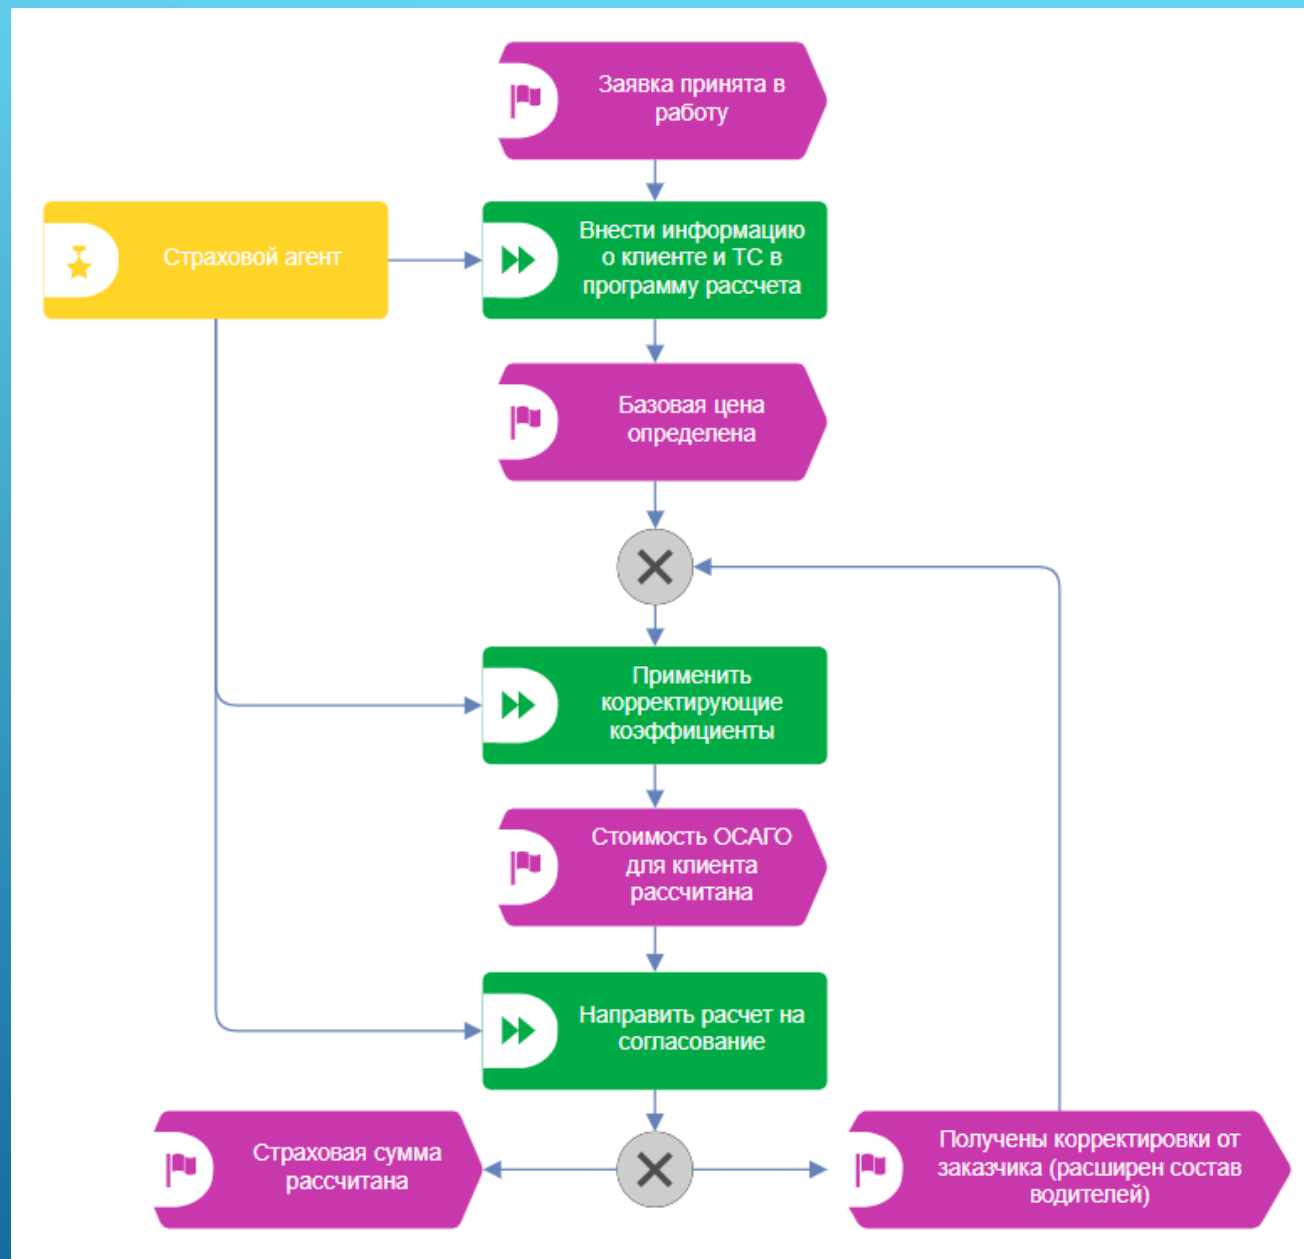 Заявка принята в
работу
Страховой агент
Внести информацию
о клиенте и ТС в
программу рассчета
Базовая цена
определена
Применить
корректирующие
коэффициенты
Стоимость ОСАГО
для клиента
рассчитана
Направить расчет на
согласование
Страховая сумма
рассчитана
Получены корректировки от
заказчика (расширен состав
водителей)